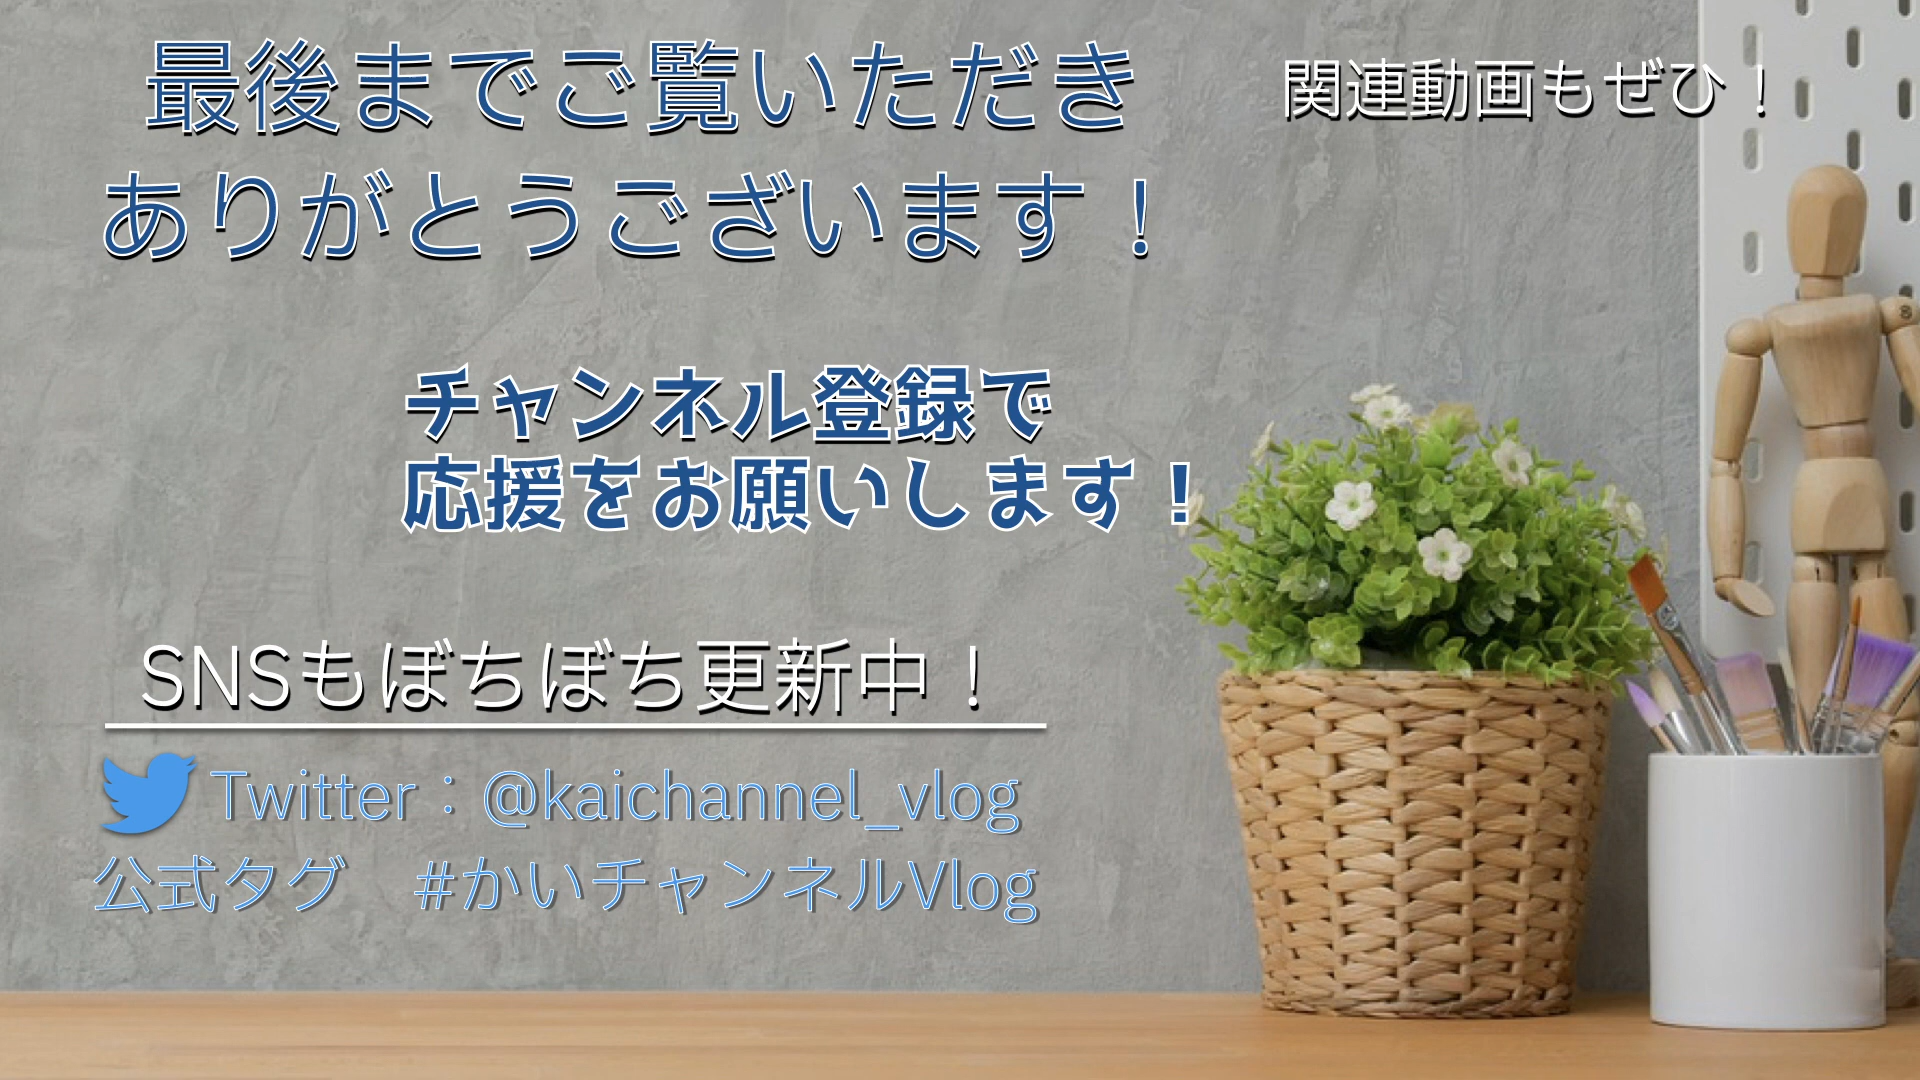 最後までご覧いただき
ありがとうございます！
関連動画もぜひ！
チャンネル登録で
応援をお願いします！
SNSもぼちぼち更新中！
Twitter：@kaichannel_vlog
公式タグ　#かいチャンネルVlog